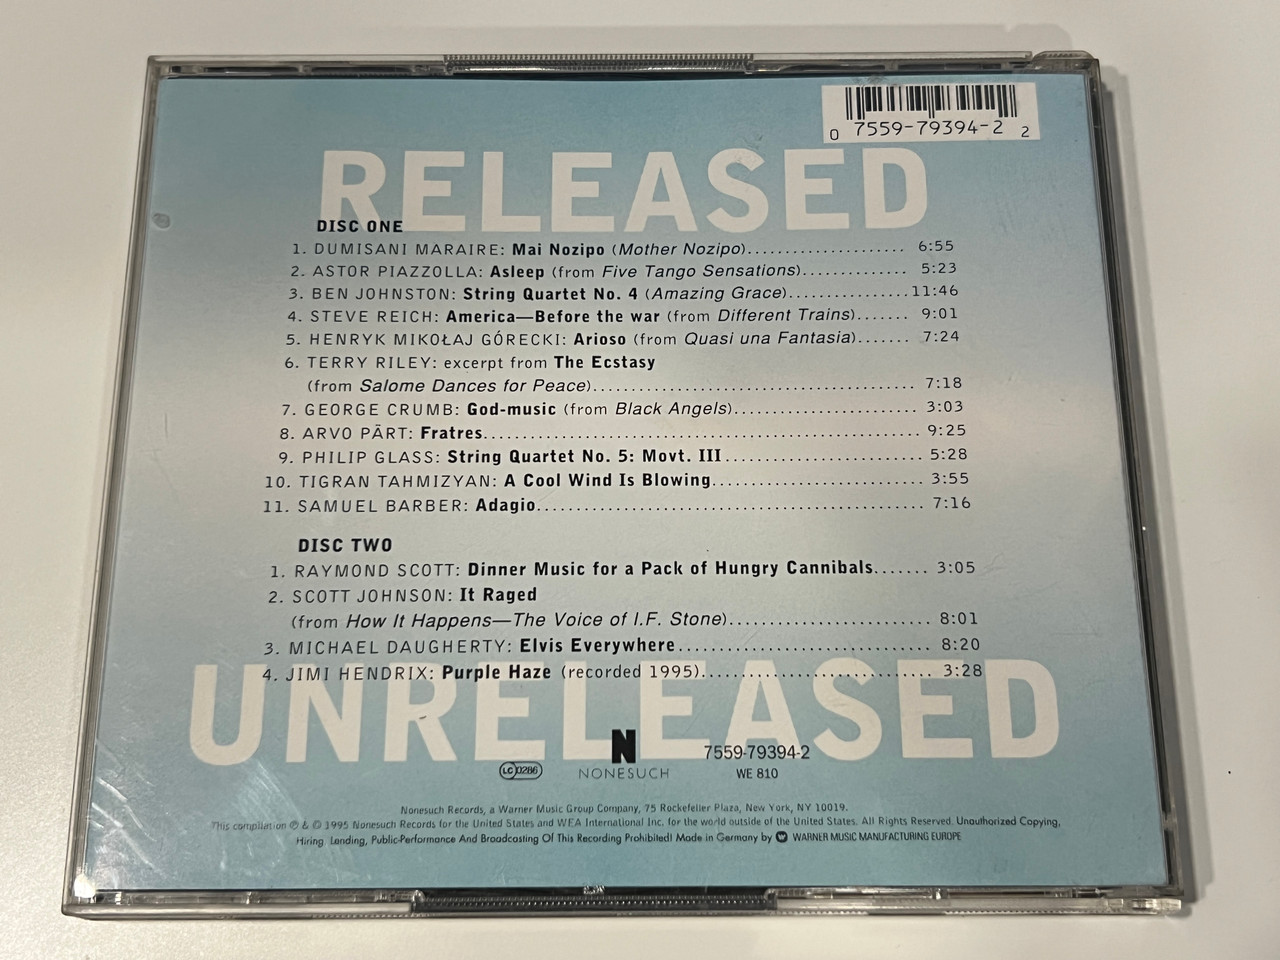 0 7559-79394-2 2
RELEASED
DISC ONE
1. DUMISANI MARAIRE: Mai Nozipo (Mother Nozipo).................... 6:55
2. ASTOR PIAZZOLLA: Asleep (from Five Tango Sensations)............. 5:23
3. BEN JOHNSTON: String Quartet No. 4 (Amazing Grace)...............11:46
4. STEVE REICH: America—Before the war (from Different Trains)....... 9:01
5. HENRYK MIKOŁAJ GÓRECKI: Arioso (from Quasi una Fantasia)....... 7:24
6. TERRY RILEY: excerpt from The Ecstasy
(from Salome Dances for Peace)........................................ 7:18
7. GEORGE CRUMB: God-music (from Black Angels)...................... 3:03
8. ARVO PÄRT: Fratres..................................................... 9:25
9. PHILIP GLASS: String Quartet No. 5: Movt. III........................ 5:28
10. TIGRAN TAHMIZYAN: A Cool Wind Is Blowing......................... 3:55
11. SAMUEL BARBER: Adagio............................................... 7:16
DISC TWO
1. RAYMOND SCOTT: Dinner Music for a Pack of Hungry Cannibals....... 3:05
2. SCOTT JOHNSON: It Raged
(from How It Happens—The Voice of I.F. Stone)........................ 8:01
3. MICHAEL DAUGHERTY: Elvis Everywhere.............................. 8:20
4. JIMI HENDRIX: Purple Haze (recorded 1995)........................... 3:28
UNRELEASED
LC 0286
N
NONESUCH
7559-79394-2
WE 810
Nonesuch Records, a Warner Music Group Company, 75 Rockefeller Plaza, New York, NY 10019.
This compilation ℗ & © 1995 Nonesuch Records for the United States and WEA International Inc. for the world outside of the United States. All Rights Reserved. Unauthorized Copying,
Hiring, Lending, Public-Performance And Broadcasting Of This Recording Prohibited! Made in Germany by W WARNER MUSIC MANUFACTURING EUROPE